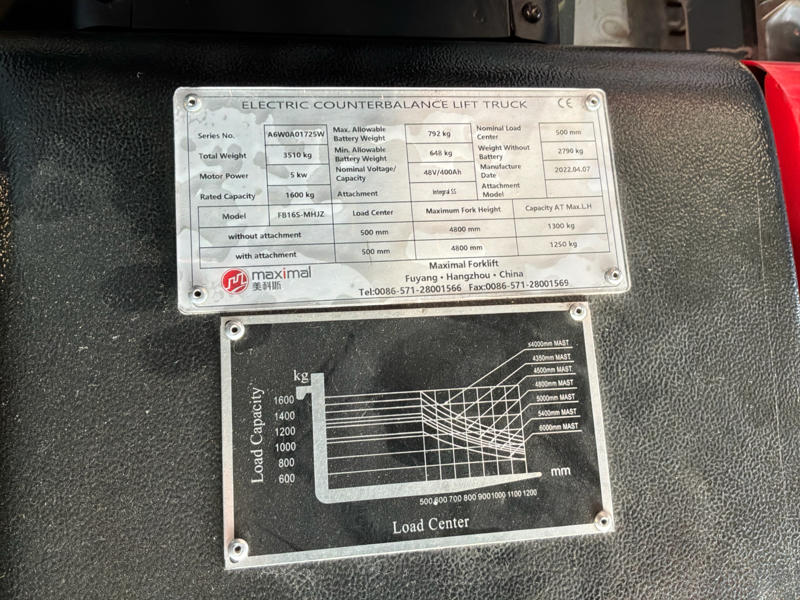 ELECTRIC COUNTERBALANCE LIFT TRUCK CE
Series No. A6W0A01725W Max. Allowable Battery Weight 792 kg Nominal Load Center 500 mm
Total Weight 3510 kg Min. Allowable Battery Weight 648 kg Weight Without Battery 2790 kg
Motor Power 5 kw Nominal Voltage/ Capacity 48V/400Ah Manufacture Date 2022.04.07
Rated Capacity 1600 kg Attachment Integral SS Attachment Model
Model FB16S-MHJZ Load Center Maximum Fork Height Capacity AT Max.L.H
without attachment 500 mm 4800 mm 1300 kg
with attachment 500 mm 4800 mm 1250 kg
maximal
美科斯
Maximal Forklift
Fuyang • Hangzhou • China
Tel:0086-571-28001566 Fax:0086-571-28001569
Load Capacity
kg
1600
1400
1200
1000
800
600
≤4000mm MAST
4350mm MAST
4500mm MAST
4800mm MAST
5000mm MAST
5400mm MAST
6000mm MAST
mm
500 600 700 800 900 1000 1100 1200
Load Center